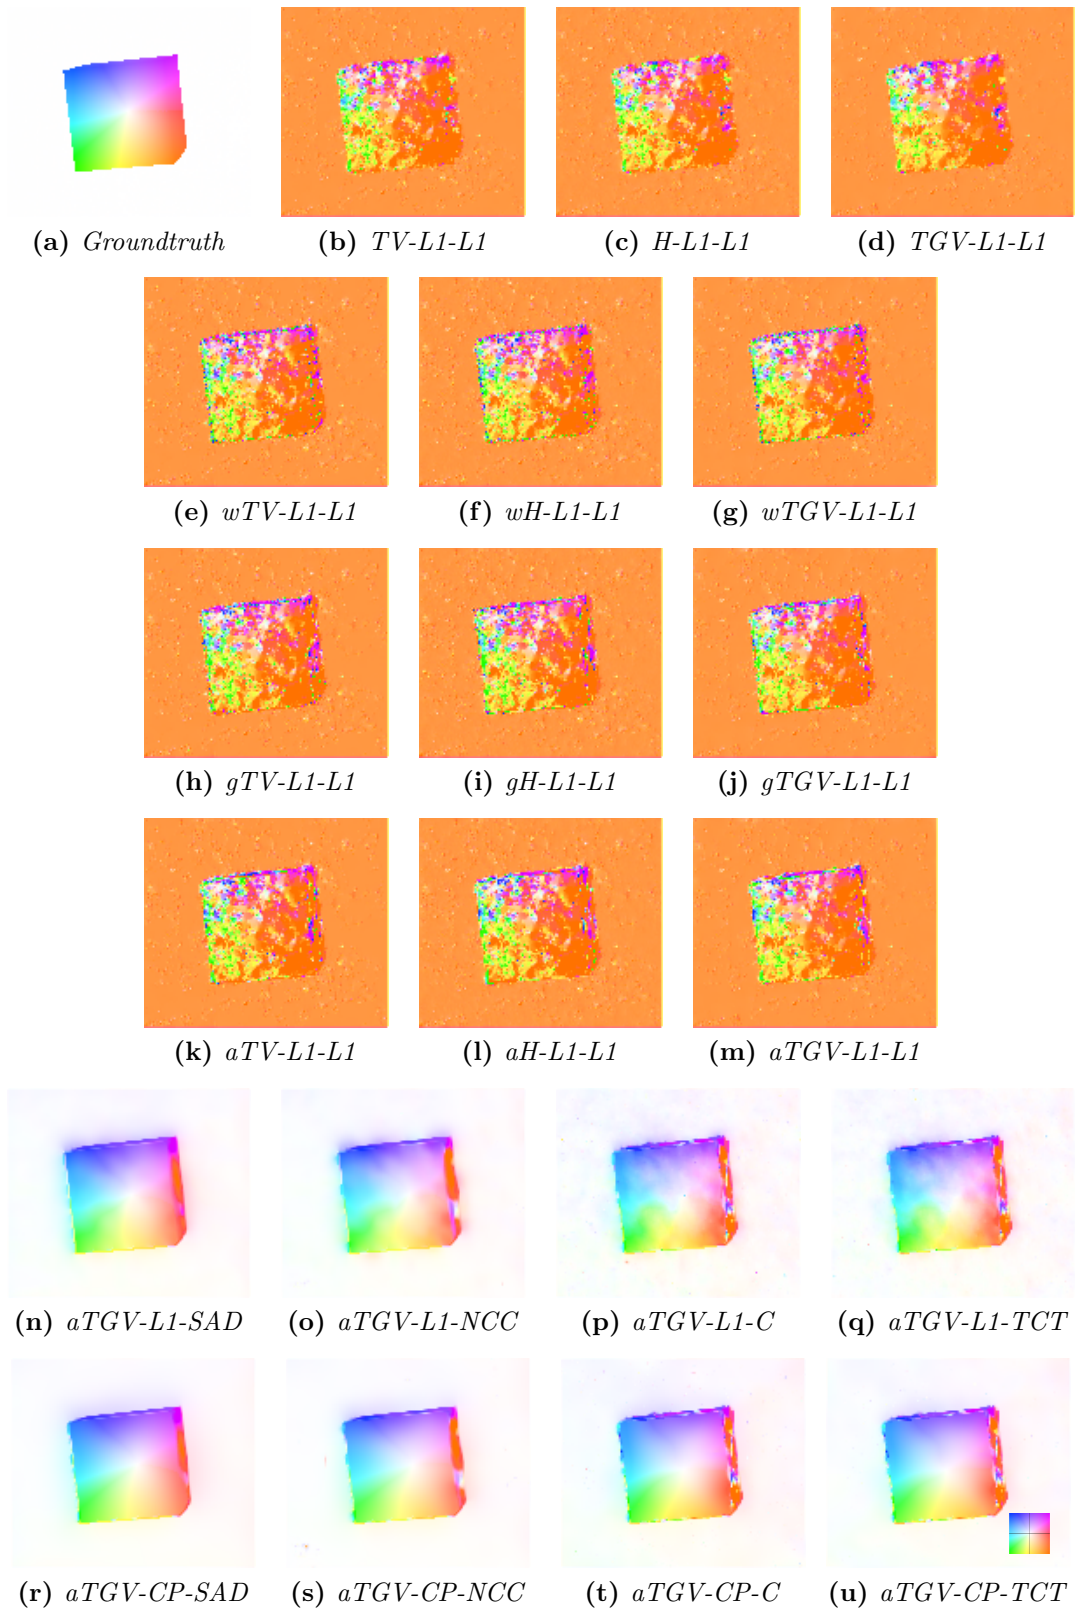 (a) Groundtruth (b) TV-L1-L1 (c) H-L1-L1 (d) TGV-L1-L1
(e) wTV-L1-L1 (f) wH-L1-L1 (g) wTGV-L1-L1
(h) gTV-L1-L1 (i) gH-L1-L1 (j) gTGV-L1-L1
(k) aTV-L1-L1 (l) aH-L1-L1 (m) aTGV-L1-L1
(n) aTGV-L1-SAD (o) aTGV-L1-NCC (p) aTGV-L1-C (q) aTGV-L1-TCT
(r) aTGV-CP-SAD (s) aTGV-CP-NCC (t) aTGV-CP-C (u) aTGV-CP-TCT